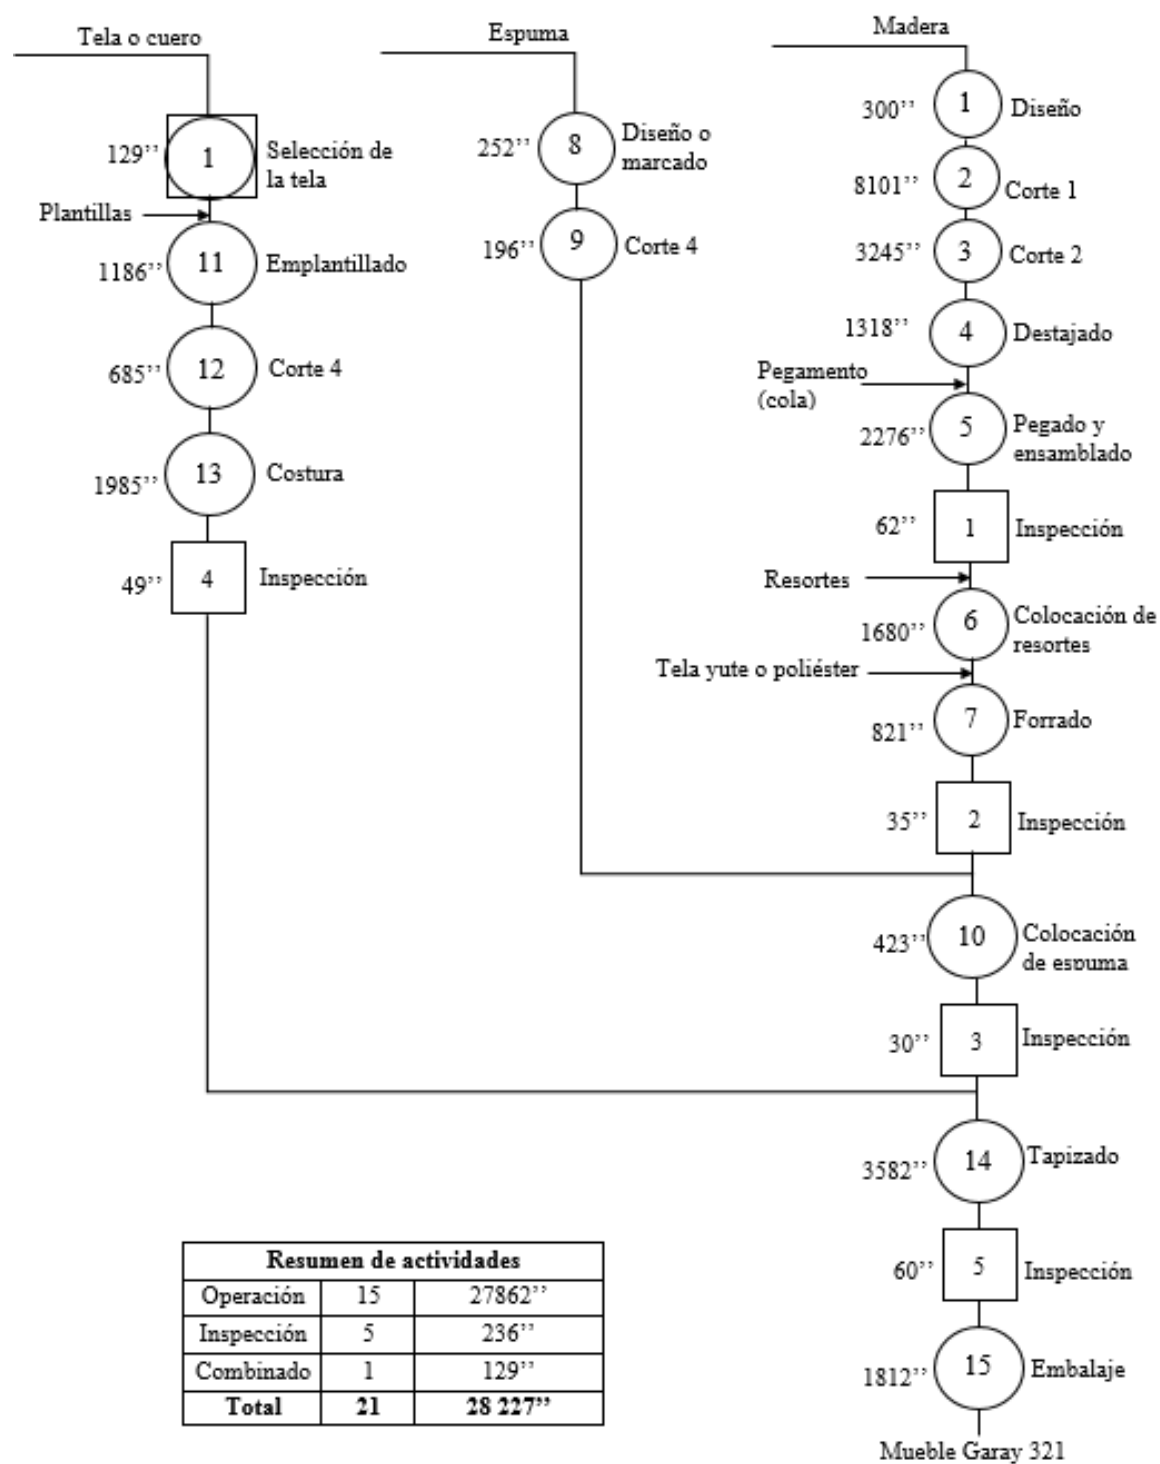 Tela o cuero
129’’
1
Selección de
la tela
Plantillas
1186’’
11
Emplantillado
685’’
12
Corte 4
1985’’
13
Costura
49’’
4
Inspección
Espuma
252’’
8
Diseño o
marcado
196’’
9
Corte 4
Madera
300’’
1
Diseño
8101’’
2
Corte 1
3245’’
3
Corte 2
1318’’
4
Destajado
Pegamento
(cola)
2276’’
5
Pegado y
ensamblado
62’’
1
Inspección
Resortes
1680’’
6
Colocación de
resortes
Tela yute o poliéster
821’’
7
Forrado
35’’
2
Inspección
423’’
10
Colocación
de espuma
30’’
3
Inspección
3582’’
14
Tapizado
60’’
5
Inspección
1812’’
15
Embalaje
Mueble Garay 321
Resumen de actividades
Operación 15 27862’’
Inspección 5 236’’
Combinado 1 129’’
Total 21 28 227’’